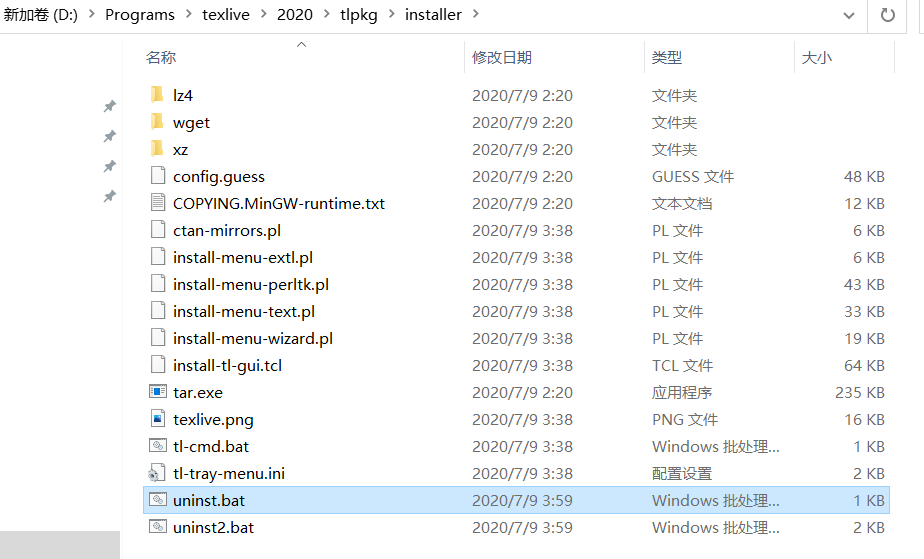 新加卷 (D:) > Programs > texlive > 2020 > tlpkg > installer >
名称 修改日期 类型 大小
lz4 2020/7/9 2:20 文件夹
wget 2020/7/9 2:20 文件夹
xz 2020/7/9 2:20 文件夹
config.guess 2020/7/9 2:20 GUESS 文件 48 KB
COPYING.MinGW-runtime.txt 2020/7/9 2:20 文本文档 12 KB
ctan-mirrors.pl 2020/7/9 3:38 PL 文件 6 KB
install-menu-extl.pl 2020/7/9 3:38 PL 文件 6 KB
install-menu-perltk.pl 2020/7/9 3:38 PL 文件 43 KB
install-menu-text.pl 2020/7/9 3:38 PL 文件 33 KB
install-menu-wizard.pl 2020/7/9 3:38 PL 文件 19 KB
install-tl-gui.tcl 2020/7/9 3:38 TCL 文件 64 KB
tar.exe 2020/7/9 2:20 应用程序 235 KB
texlive.png 2020/7/9 3:38 PNG 文件 16 KB
tl-cmd.bat 2020/7/9 3:38 Windows 批处理... 1 KB
tl-tray-menu.ini 2020/7/9 3:38 配置设置 2 KB
uninst.bat 2020/7/9 3:59 Windows 批处理... 1 KB
uninst2.bat 2020/7/9 3:59 Windows 批处理... 2 KB